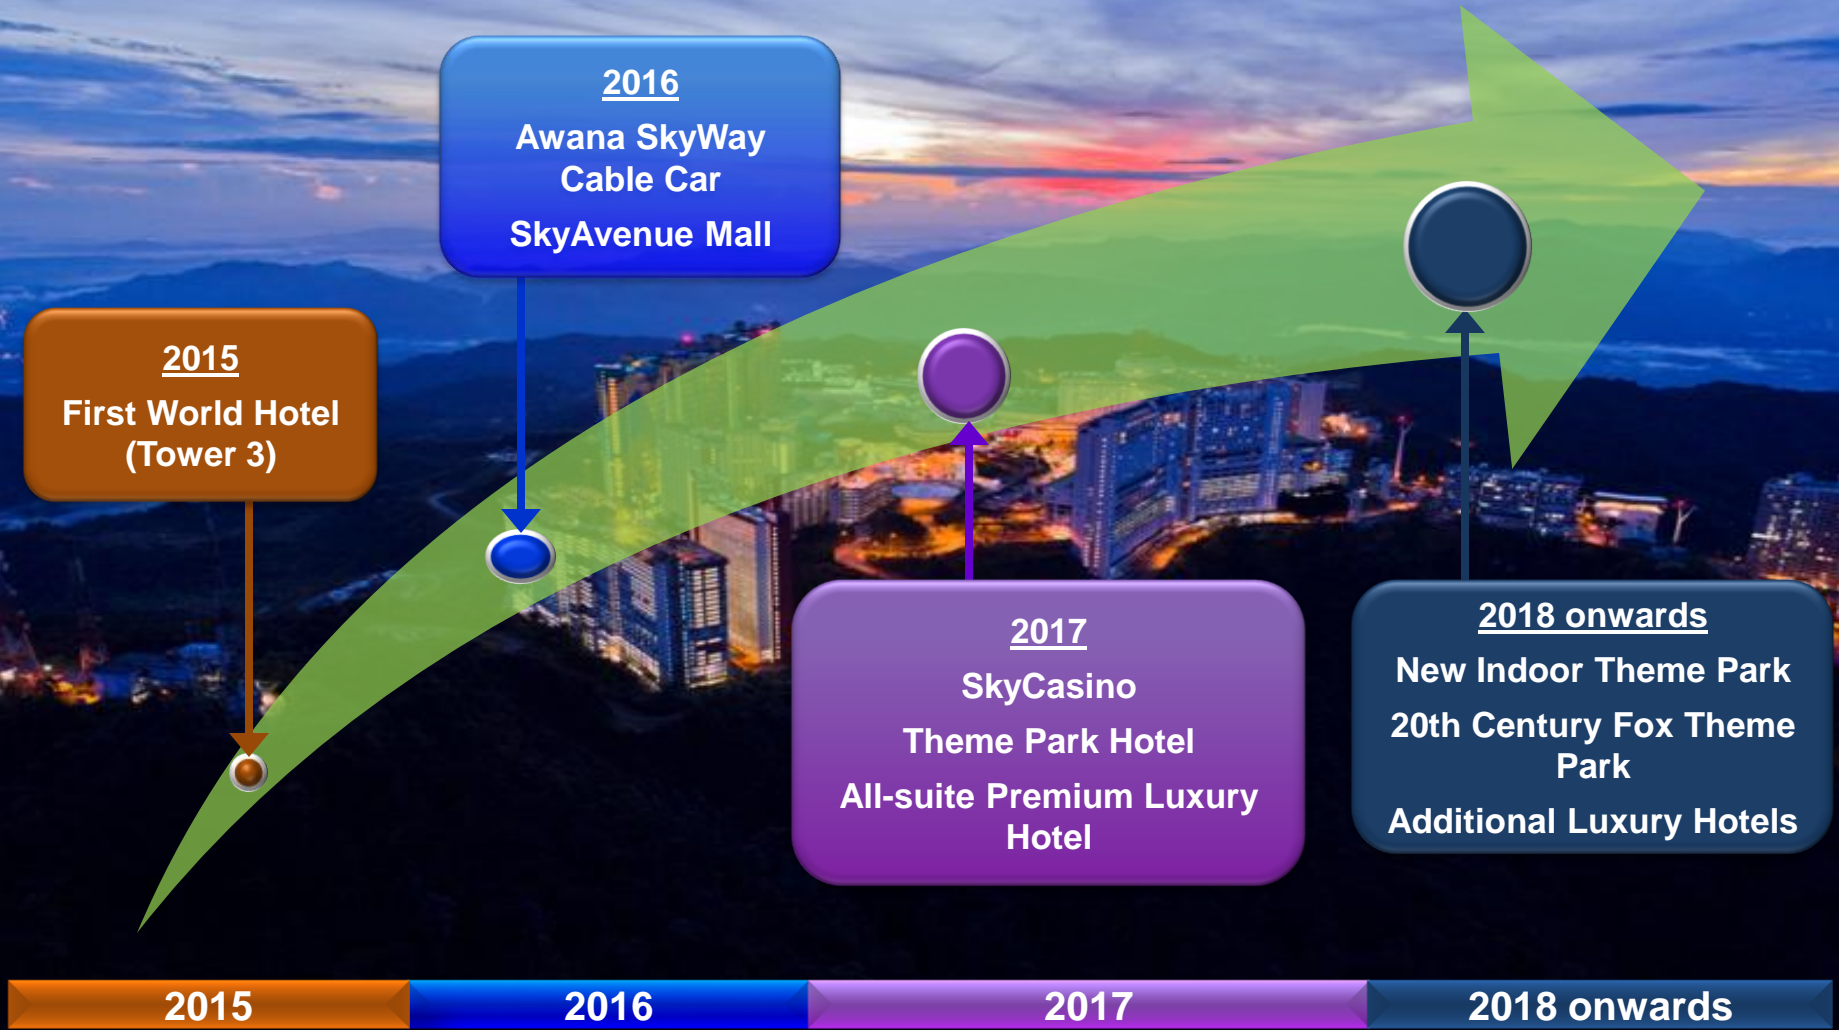 2016
Awana SkyWay
Cable Car
SkyAvenue Mall
2015
First World Hotel
(Tower 3)
2017
SkyCasino
Theme Park Hotel
All-suite Premium Luxury
Hotel
2018 onwards
New Indoor Theme Park
20th Century Fox Theme
Park
Additional Luxury Hotels
2015
2016
2017
2018 onwards